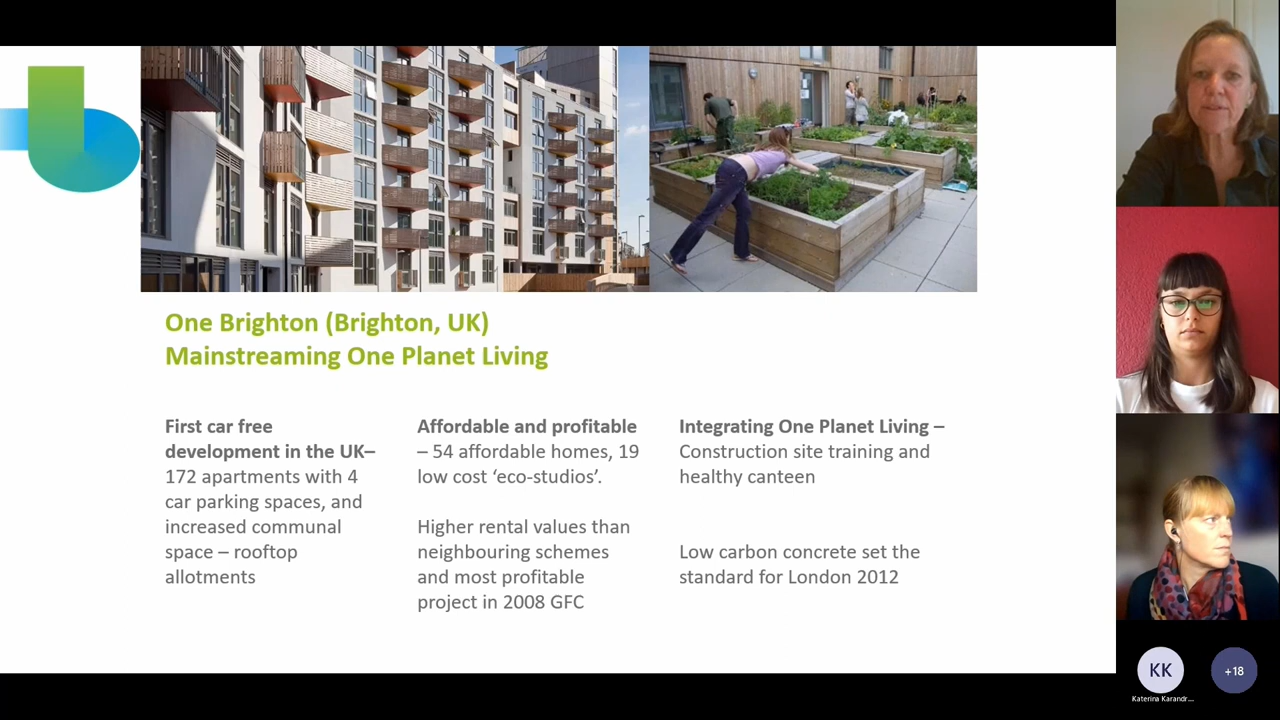 One Brighton (Brighton, UK)
Mainstreaming One Planet Living
First car free
development in the UK–
172 apartments with 4
car parking spaces, and
increased communal
space – rooftop
allotments
Affordable and profitable
– 54 affordable homes, 19
low cost ‘eco-studios’.
Higher rental values than
neighbouring schemes
and most profitable
project in 2008 GFC
Integrating One Planet Living –
Construction site training and
healthy canteen
Low carbon concrete set the
standard for London 2012
KK
+18
Katerina Karandr...